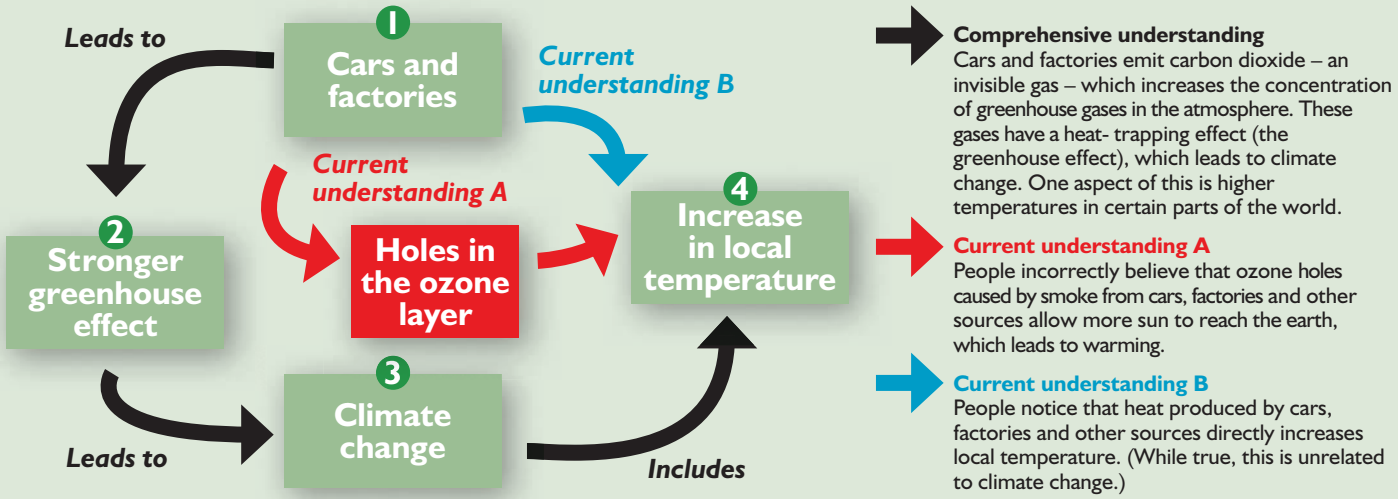 Leads to
1
Cars and
factories
Current
understanding B
Current
understanding A
2
Stronger
greenhouse
effect
Holes in
the ozone
layer
4
Increase
in local
temperature
3
Climate
change
Leads to
Includes
Comprehensive understanding
Cars and factories emit carbon dioxide – an
invisible gas – which increases the concentration
of greenhouse gases in the atmosphere. These
gases have a heat- trapping effect (the
greenhouse effect), which leads to climate
change. One aspect of this is higher
temperatures in certain parts of the world.
Current understanding A
People incorrectly believe that ozone holes
caused by smoke from cars, factories and other
sources allow more sun to reach the earth,
which leads to warming.
Current understanding B
People notice that heat produced by cars,
factories and other sources directly increases
local temperature. (While true, this is unrelated
to climate change.)